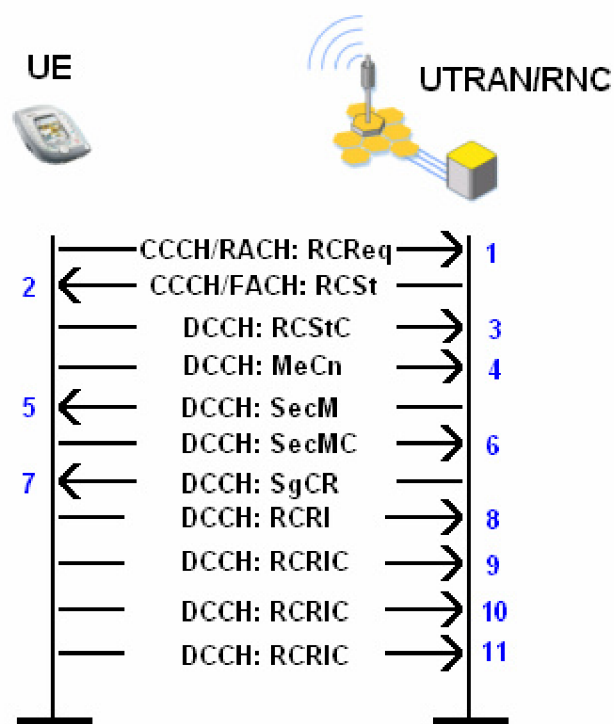 UE
UTRAN/RNC
CCCH/RACH: RCReq 1
2 CCCH/FACH: RCSt
DCCH: RCStC 3
DCCH: MeCn 4
5 DCCH: SecM
DCCH: SecMC 6
7 DCCH: SgCR
DCCH: RCRI 8
DCCH: RCRIC 9
DCCH: RCRIC 10
DCCH: RCRIC 11